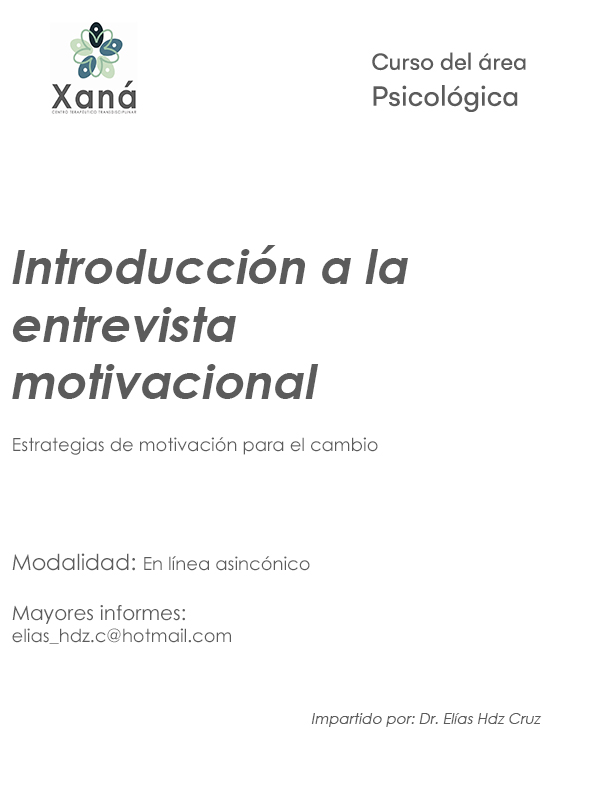 Xaná
CENTRO TERAPÉUTICO TRANSDISCIPLINAR
Curso del área
Psicológica
Introducción a la
entrevista
motivacional
Estrategias de motivación para el cambio
Modalidad: En línea asincónico
Mayores informes:
elias_hdz.c@hotmail.com
Impartido por: Dr. Elías Hdz Cruz